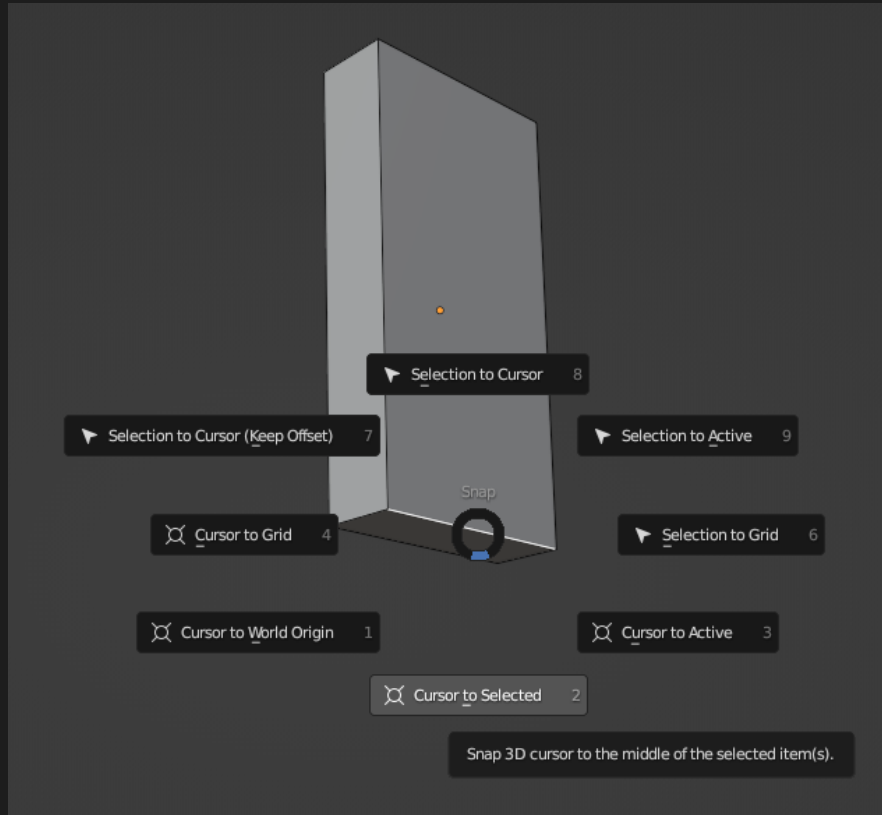 Selection to Cursor 8
Selection to Cursor (Keep Offset) 7
Selection to Active 9
Snap
Cursor to Grid 4
Selection to Grid 6
Cursor to World Origin 1
Cursor to Active 3
Cursor to Selected 2
Snap 3D cursor to the middle of the selected item(s).